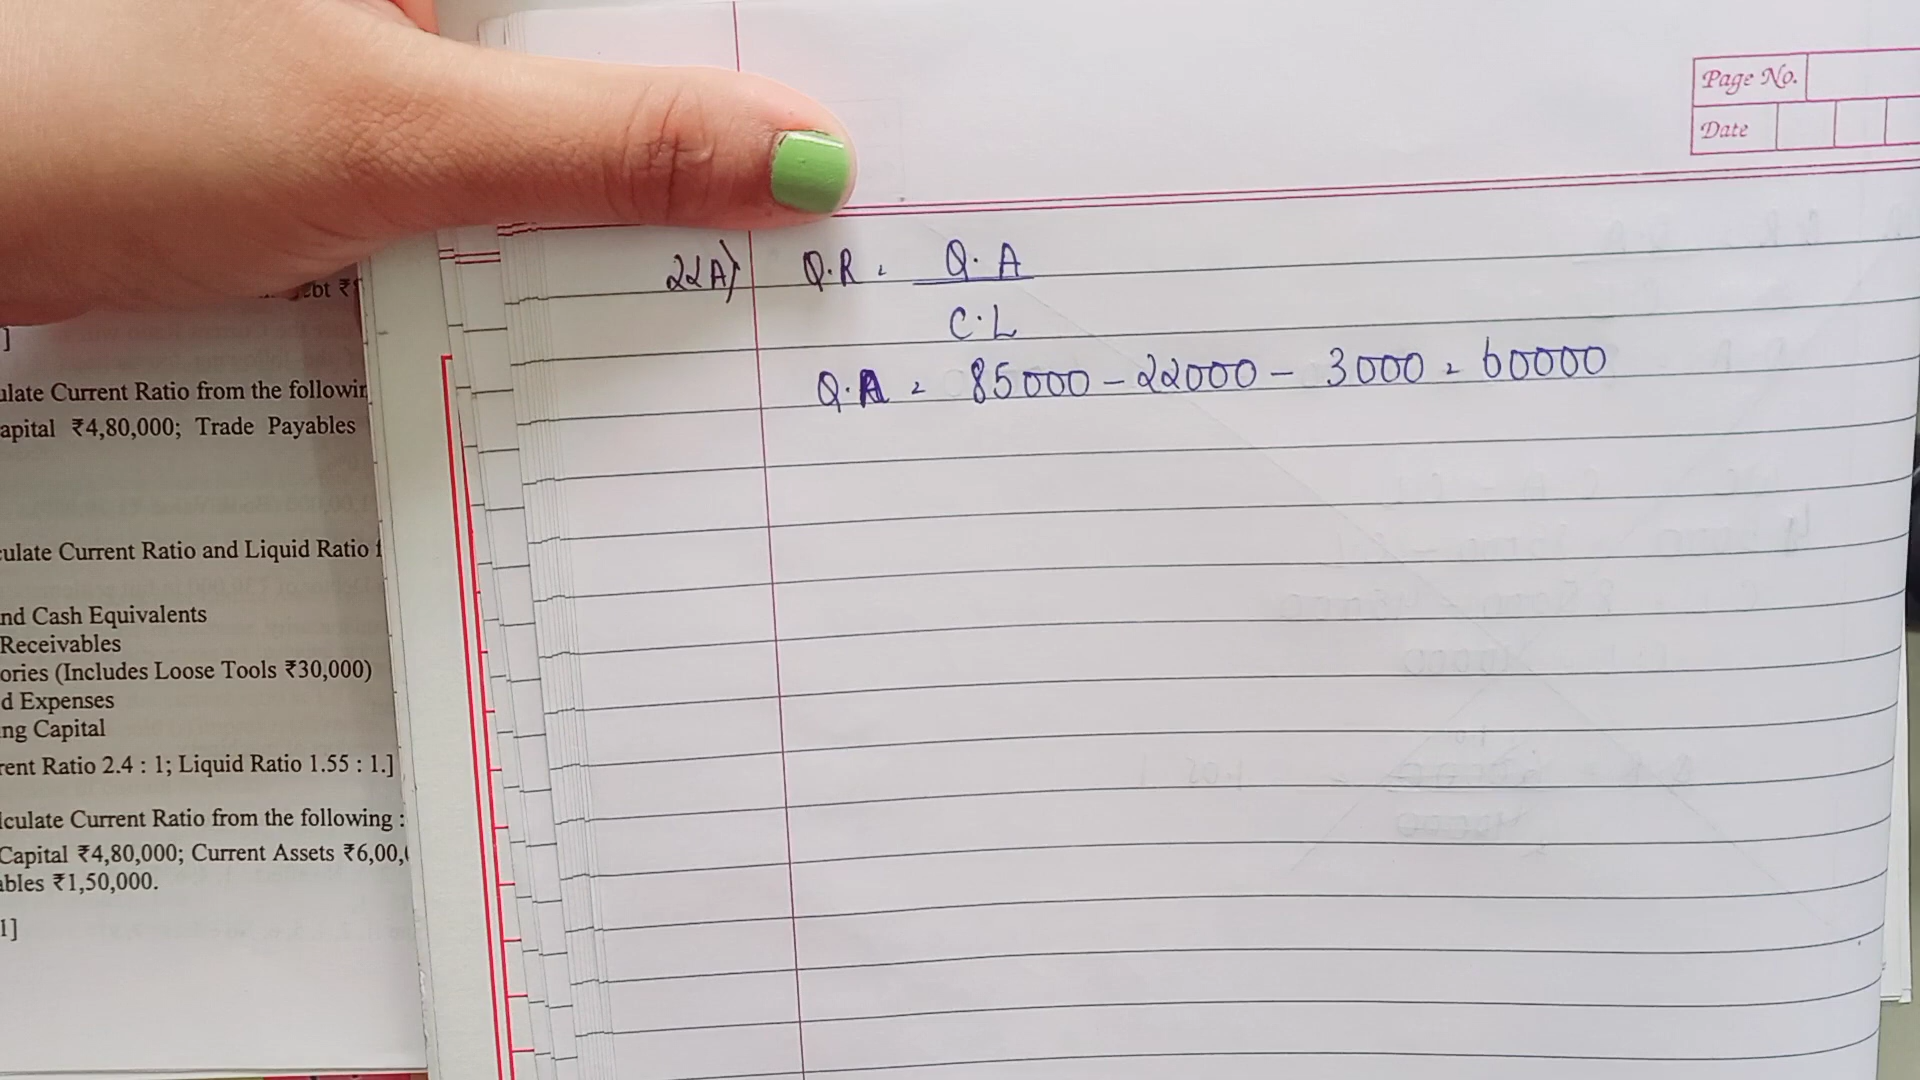 Page No.
Date
22A) Q.R = Q.A
C.L
Q.A = 85000 - 22000 - 3000 = 60000
ebt ₹
]
ulate Current Ratio from the followin
apital ₹4,80,000; Trade Payables
culate Current Ratio and Liquid Ratio f
nd Cash Equivalents
Receivables
ories (Includes Loose Tools ₹30,000)
d Expenses
ng Capital
rent Ratio 2.4 : 1; Liquid Ratio 1.55 : 1.]
lculate Current Ratio from the following :
Capital ₹4,80,000; Current Assets ₹6,00,
ables ₹1,50,000.
1]